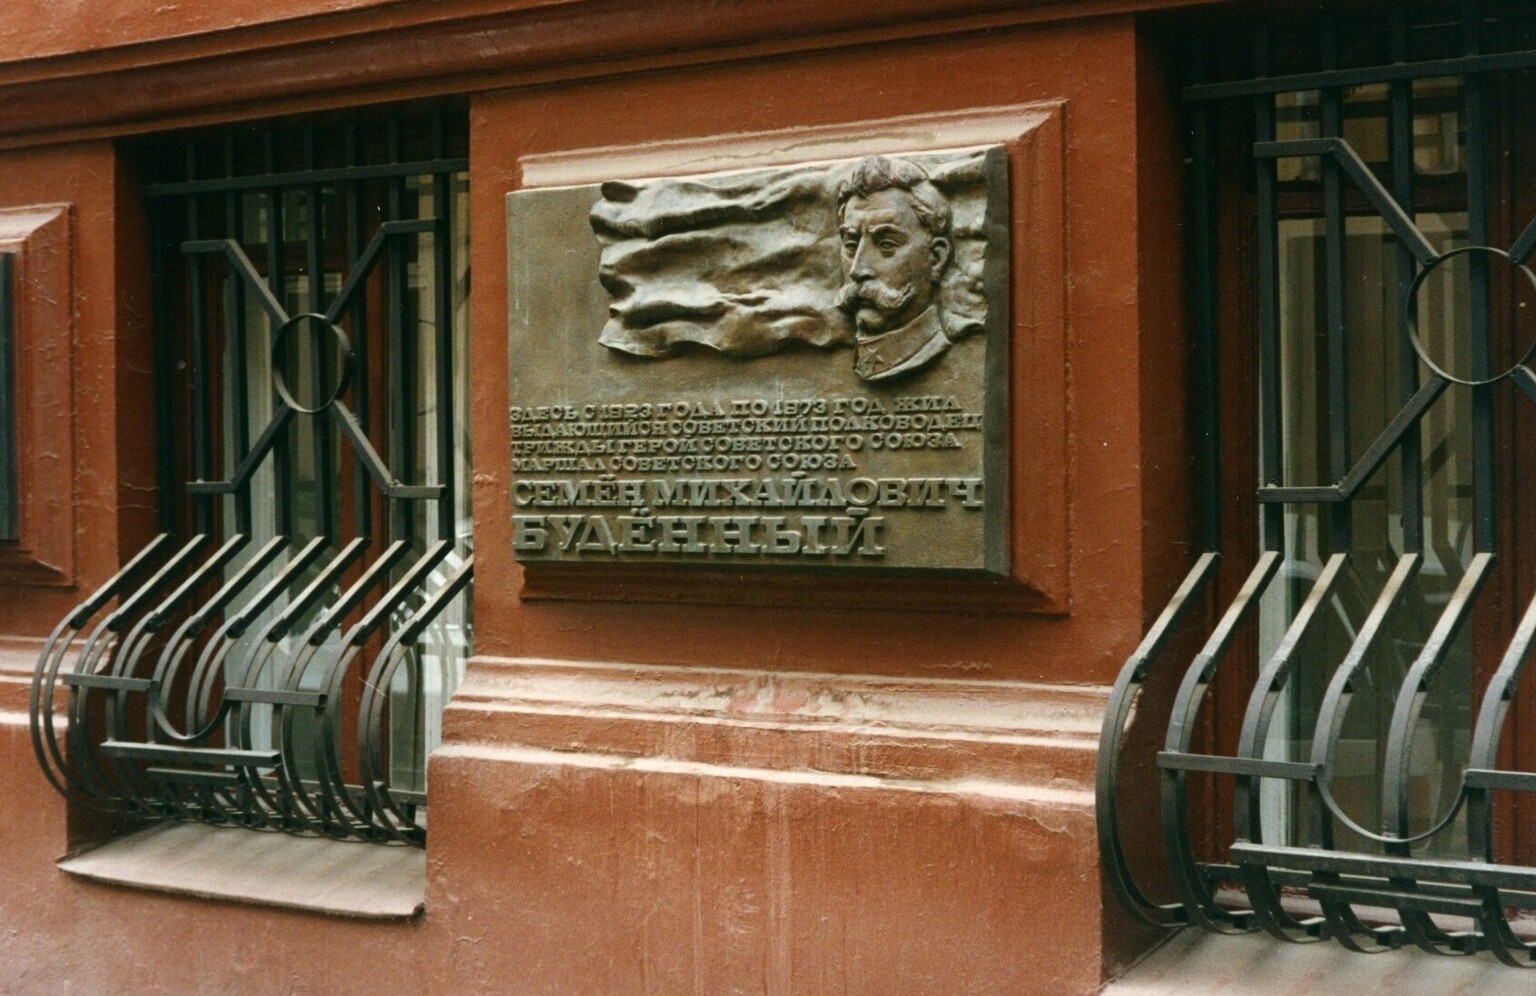 ЗДЕСЬ С 1923 ГОДА ПО 1973 ГОД ЖИЛ
ВЫДАЮЩИЙСЯ СОВЕТСКИЙ ПОЛКОВОДЕЦ
ТРИЖДЫ ГЕРОЙ СОВЕТСКОГО СОЮЗА
МАРШАЛ СОВЕТСКОГО СОЮЗА
СЕМЁН МИХАЙЛОВИЧ
БУДЁННЫЙ